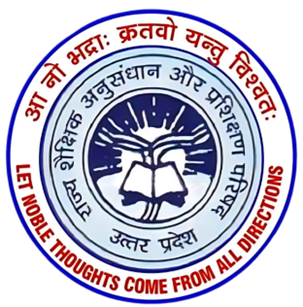 आ नो भद्राः क्रतवो यन्तु विश्वतः
राज्य शैक्षिक अनुसंधान और प्रशिक्षण परिषद
उत्तर प्रदेश
LET NOBLE THOUGHTS COME FROM ALL DIRECTIONS